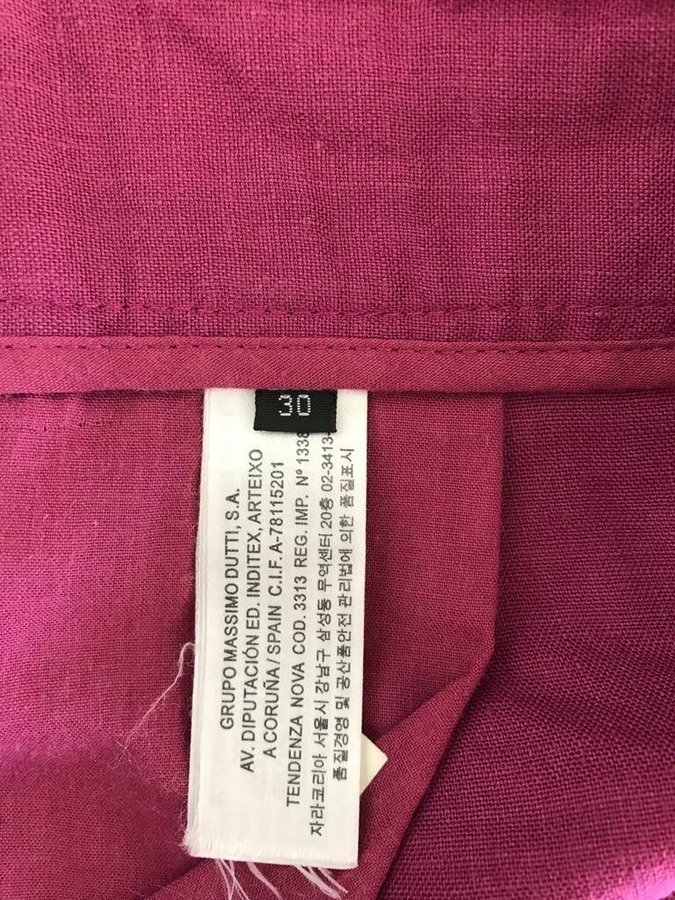 30
GRUPO MASSIMO DUTTI, S.A.
AV. DIPUTACIÓN ED. INDITEX, ARTEIXO
A CORUÑA / SPAIN C.I.F. A-78115201
TENDENZA NOVA COD. 3313 REG. IMP. Nº 1338
자라코리아 서울시 강남구 삼성동 무역센터 20층 02-3413-
품질경영 및 공산품안전 관리법에 의한 품질표시